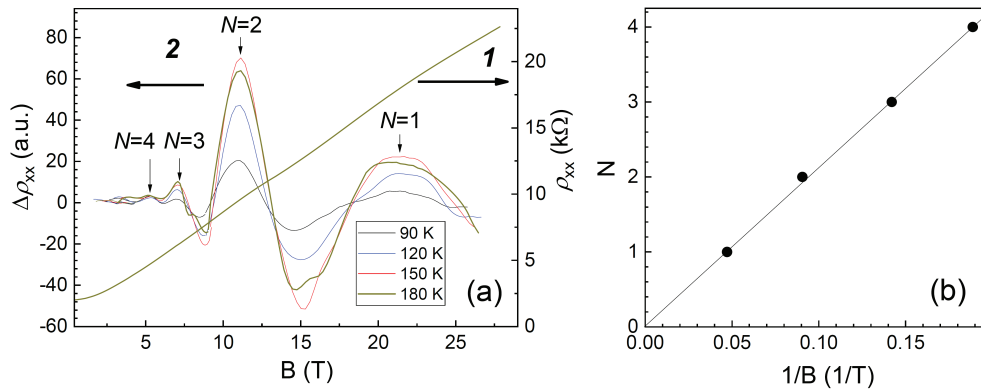 N=2
2
1
N=4
N=3
N=1
80
60
40
20
0
-20
-40
-60
Δρxx (a.u.)
5
10
15
20
25
B (T)
20
15
10
5
0
ρxx (kΩ)
90 K
120 K
150 K
180 K
(a)
4
3
2
1
0
N
0.00
0.05
0.10
0.15
1/B (1/T)
(b)